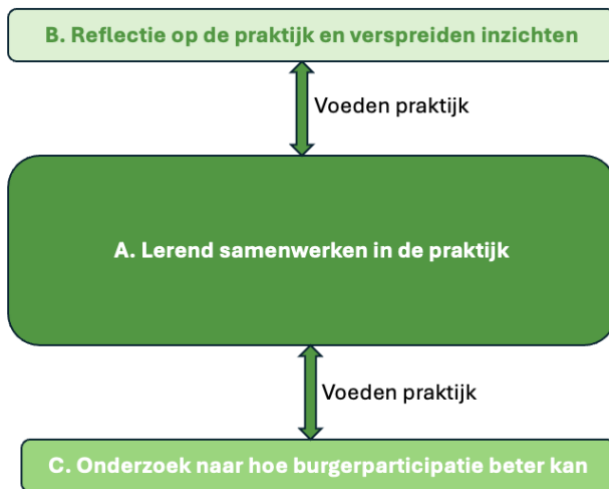 B. Reflectie op de praktijk en verspreiden inzichten
Voeden praktijk
A. Lerend samenwerken in de praktijk
Voeden praktijk
C. Onderzoek naar hoe burgerparticipatie beter kan